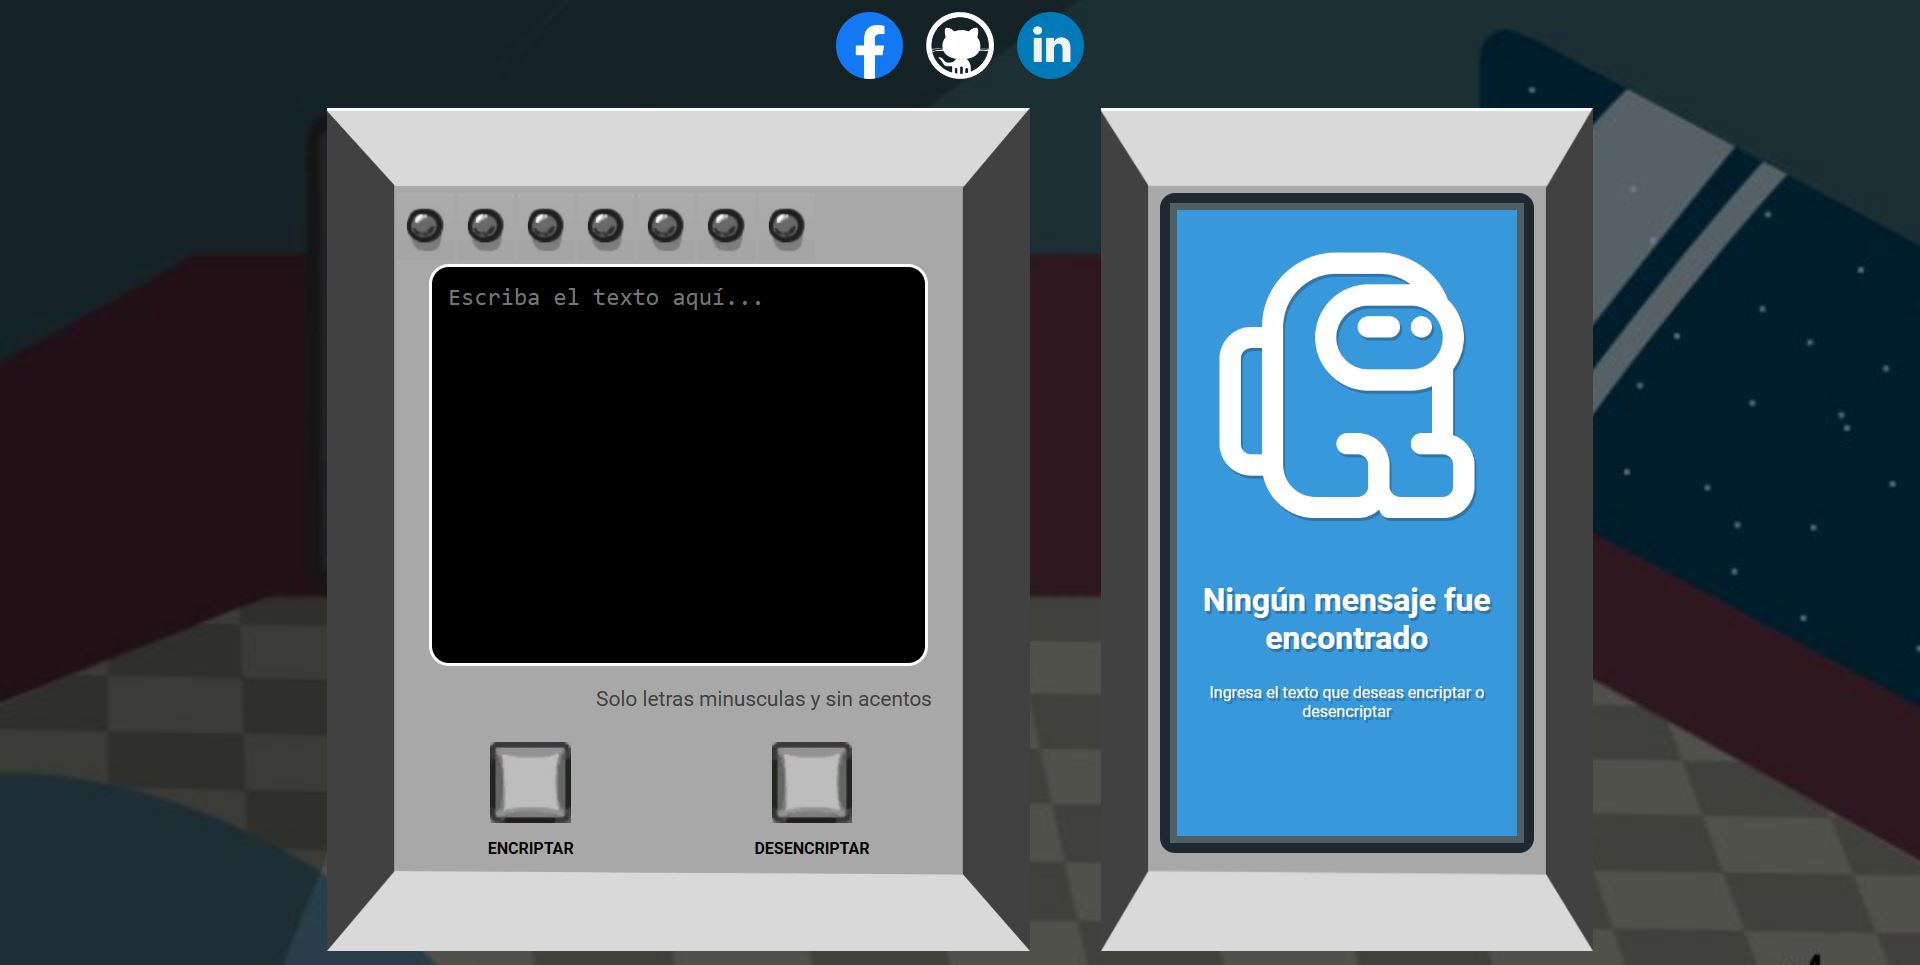 Escriba el texto aquí...
Solo letras minusculas y sin acentos
ENCRIPTAR
DESENCRIPTAR
Ningún mensaje fue
encontrado
Ingresa el texto que deseas encriptar o
desencriptar